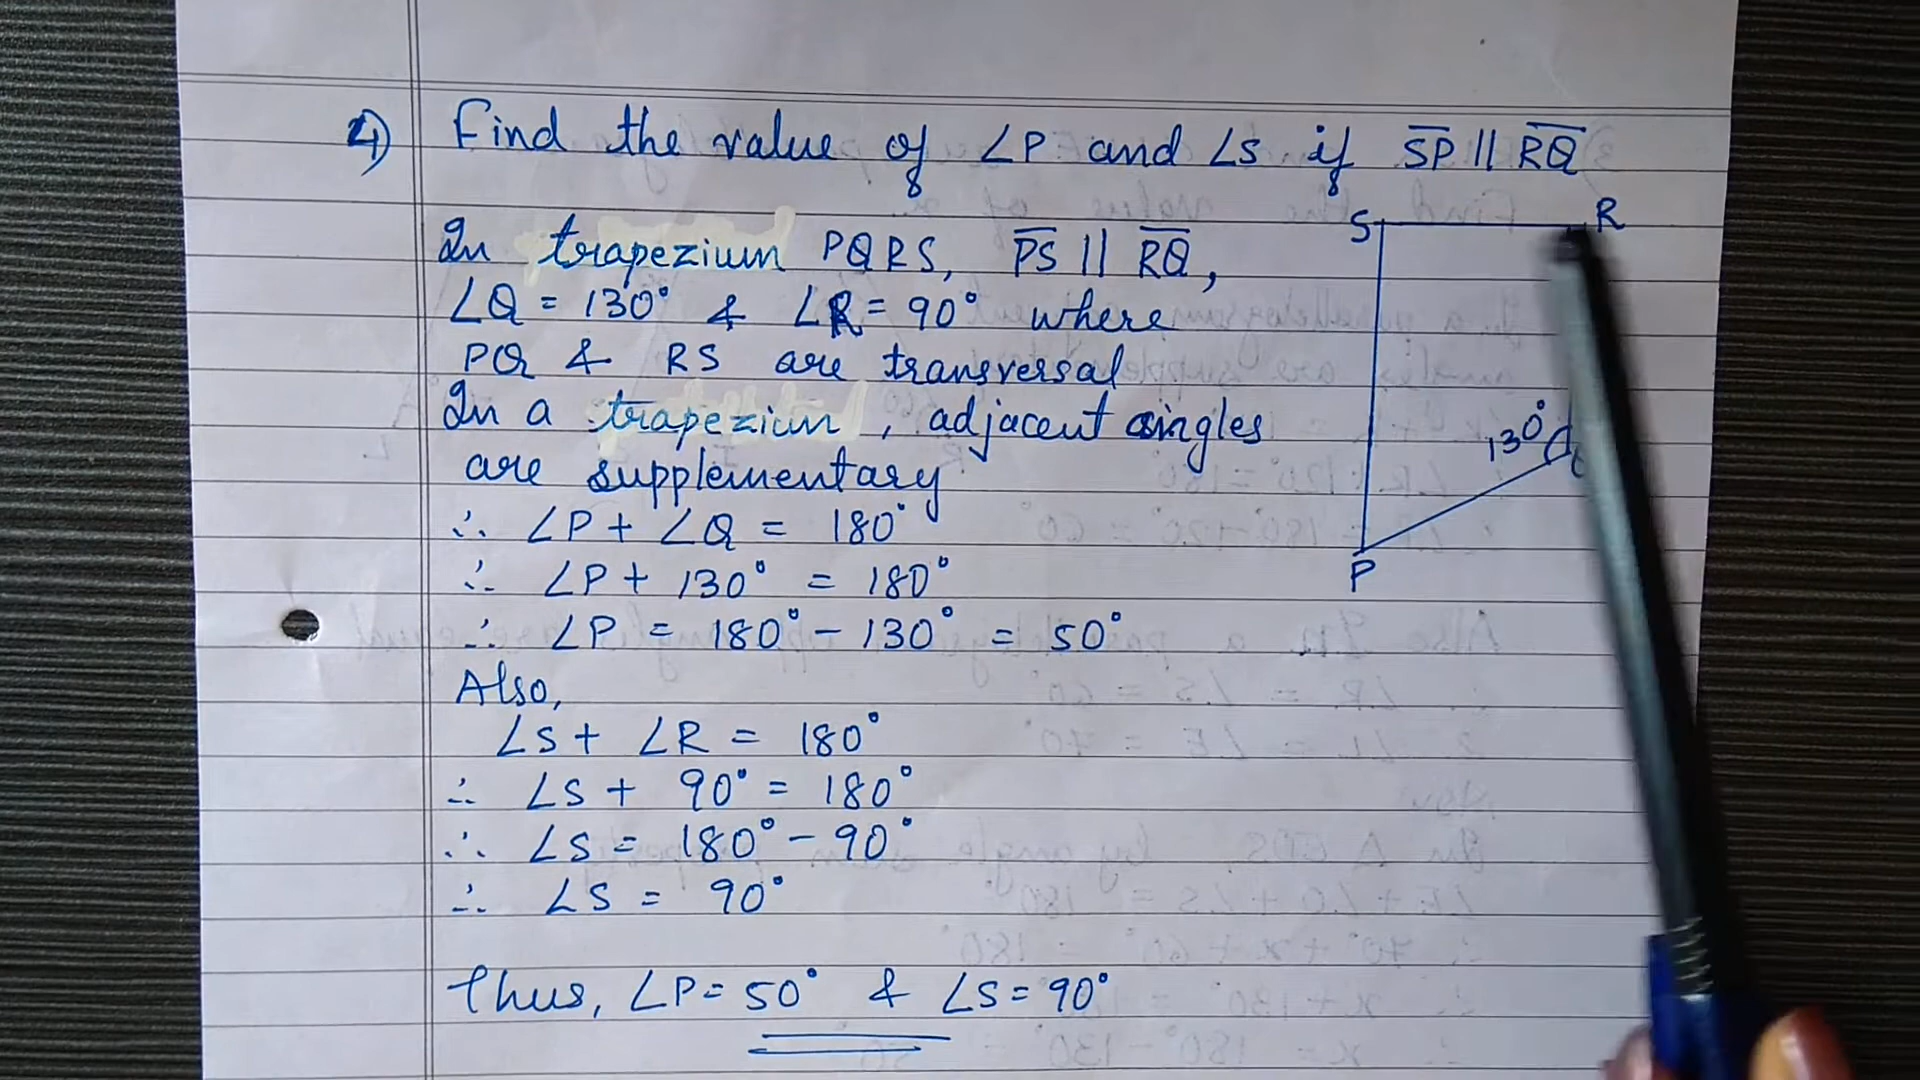 4) Find the value of ∠P and ∠S if S̅P̅ || R̅Q̅
In trapezium PQRS, P̅S̅ || R̅Q̅,
∠Q = 130° & ∠R = 90° where
PQ & RS are transversal
In a trapezium, adjacent angles
are supplementary
∴ ∠P + ∠Q = 180°
∴ ∠P + 130° = 180°
∴ ∠P = 180° - 130° = 50°
Also,
∠S + ∠R = 180°
∴ ∠S + 90° = 180°
∴ ∠S = 180° - 90°
∴ ∠S = 90°
Thus, ∠P = 50° & ∠S = 90°
S R
130°
P